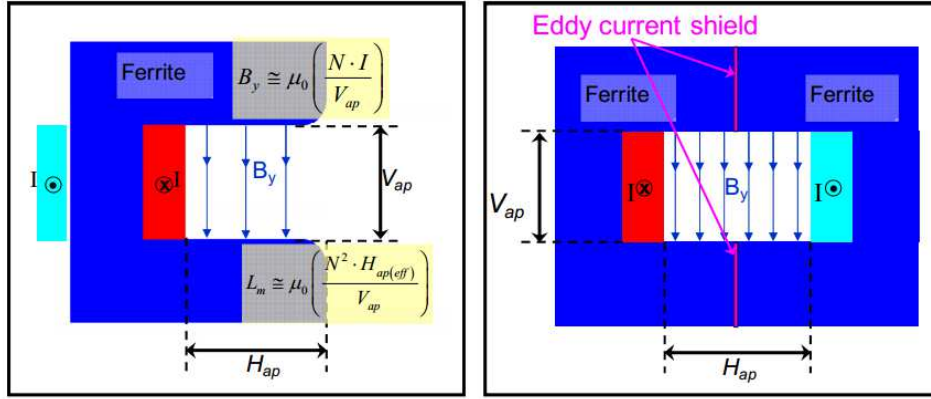 Ferrite
B_y ≅ μ_0 (N · I / V_ap)
I
I
B_y
V_ap
L_m ≅ μ_0 (N^2 · H_ap(eff) / V_ap)
H_ap
Eddy current shield
Ferrite
Ferrite
V_ap
I
B_y
I
H_ap